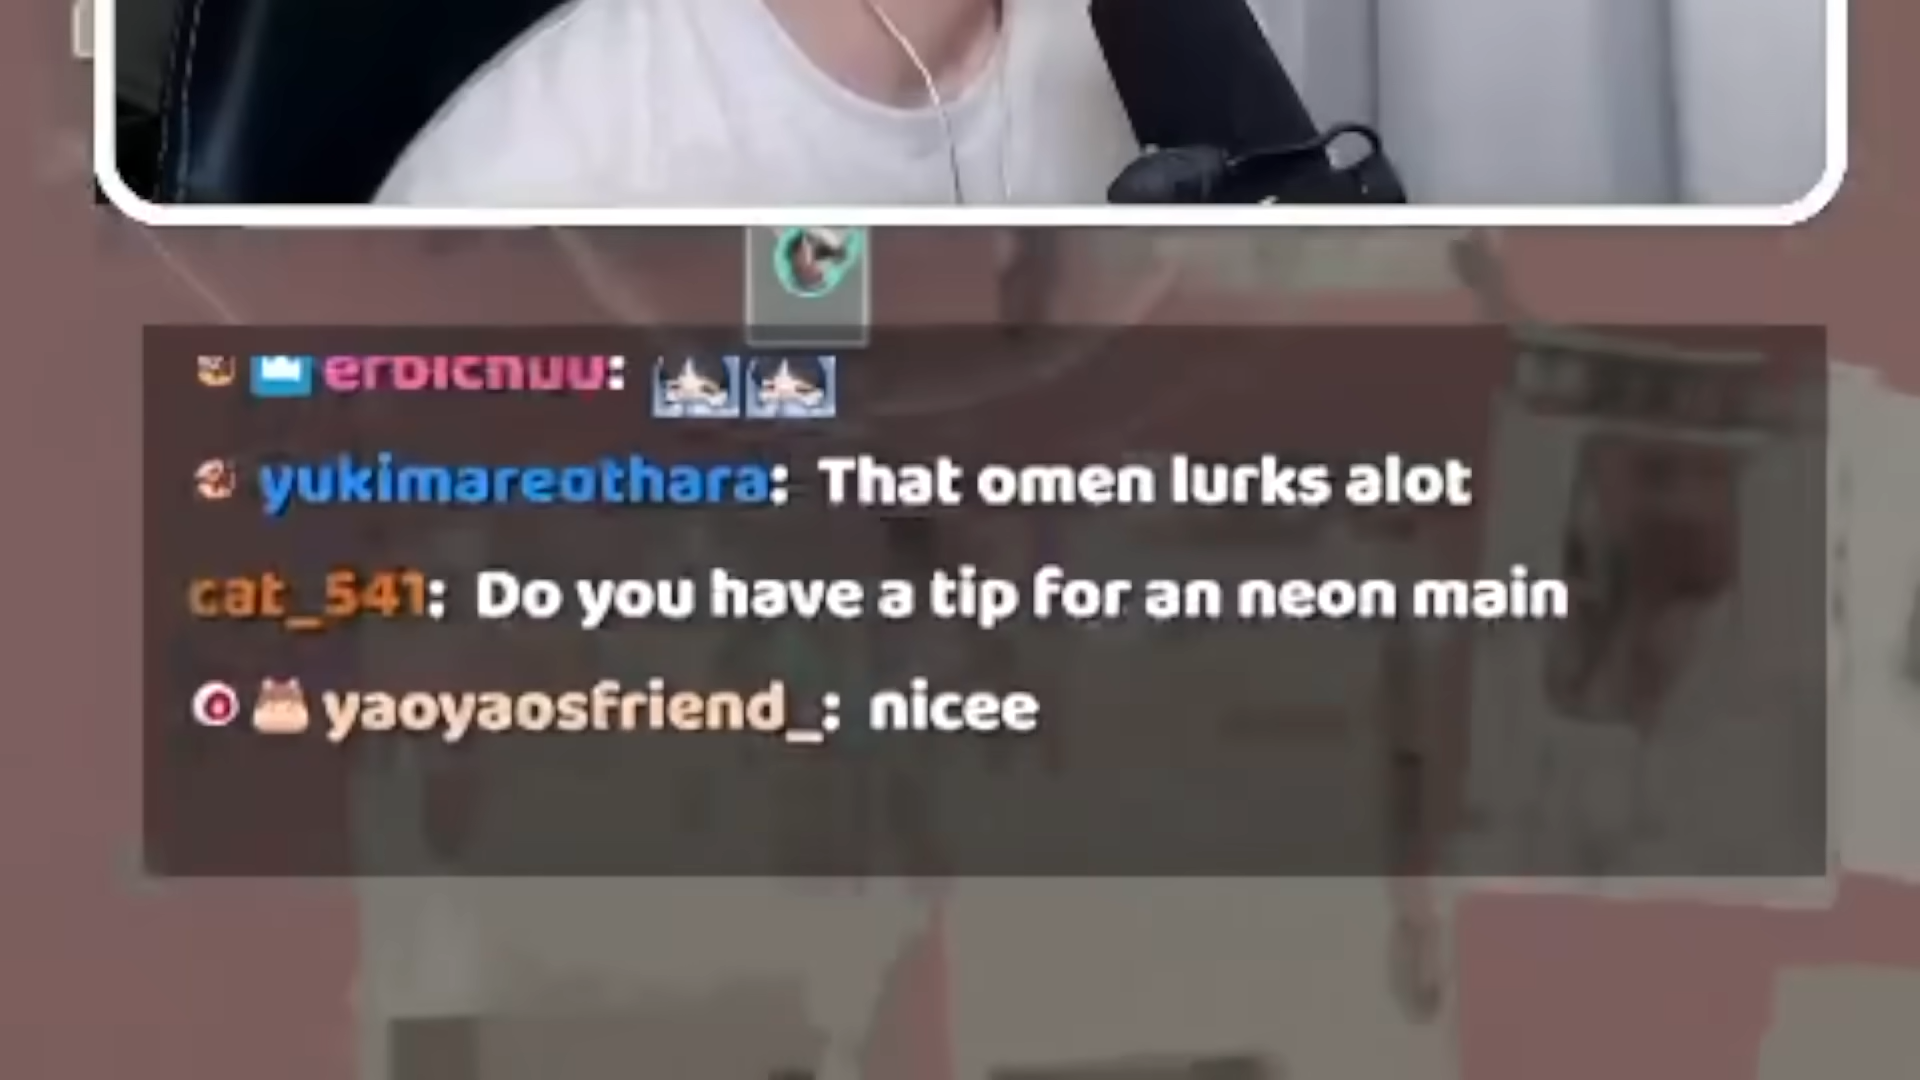 yukimareothara: That omen lurks alot
cat_541: Do you have a tip for an neon main
yaoyaosfriend_: nicee